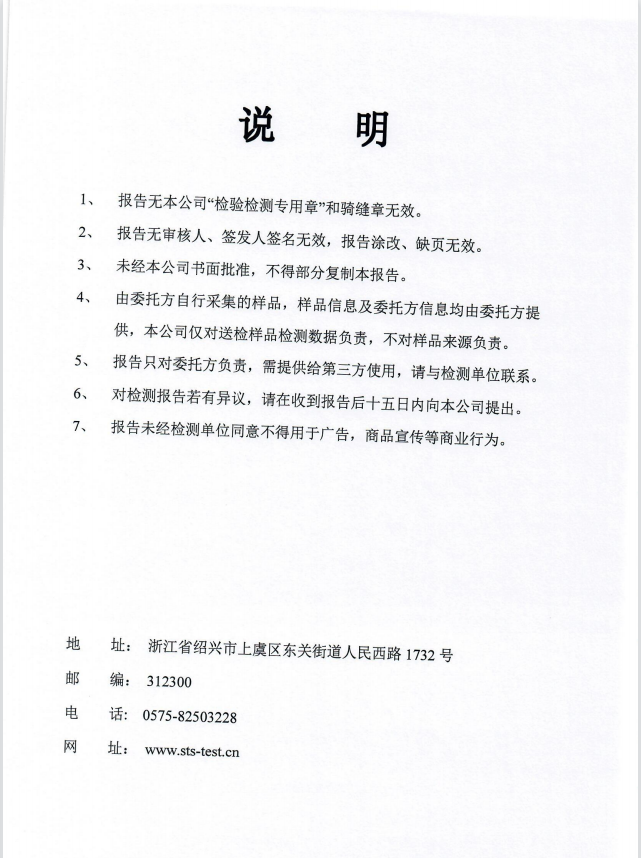 说 明
1、 报告无本公司“检验检测专用章”和骑缝章无效。
2、 报告无审核人、签发人签名无效，报告涂改、缺页无效。
3、 未经本公司书面批准，不得部分复制本报告。
4、 由委托方自行采集的样品，样品信息及委托方信息均由委托方提
供，本公司仅对送检样品检测数据负责，不对样品来源负责。
5、 报告只对委托方负责，需提供给第三方使用，请与检测单位联系。
6、 对检测报告若有异议，请在收到报告后十五日内向本公司提出。
7、 报告未经检测单位同意不得用于广告，商品宣传等商业行为。
地 址： 浙江省绍兴市上虞区东关街道人民西路 1732 号
邮 编： 312300
电 话: 0575-82503228
网 址： www.sts-test.cn